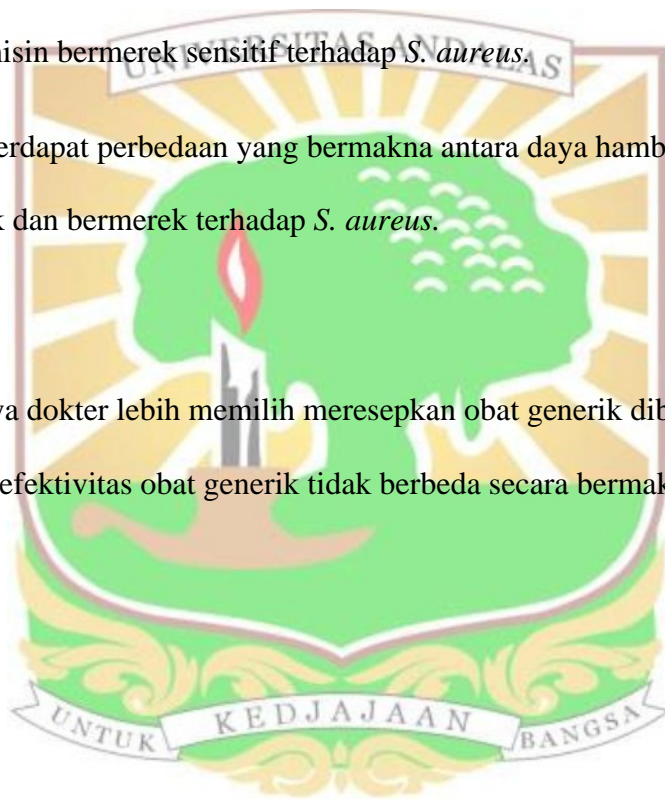 isin bermerek sensitif terhadap S. aureus.
UNIVERSITAS ANDALAS
erdapat perbedaan yang bermakna antara daya hamb
k dan bermerek terhadap S. aureus.
a dokter lebih memilih meresepkan obat generik dib
efektivitas obat generik tidak berbeda secara bermak
UNTUK KEDJAJAAN BANGSA